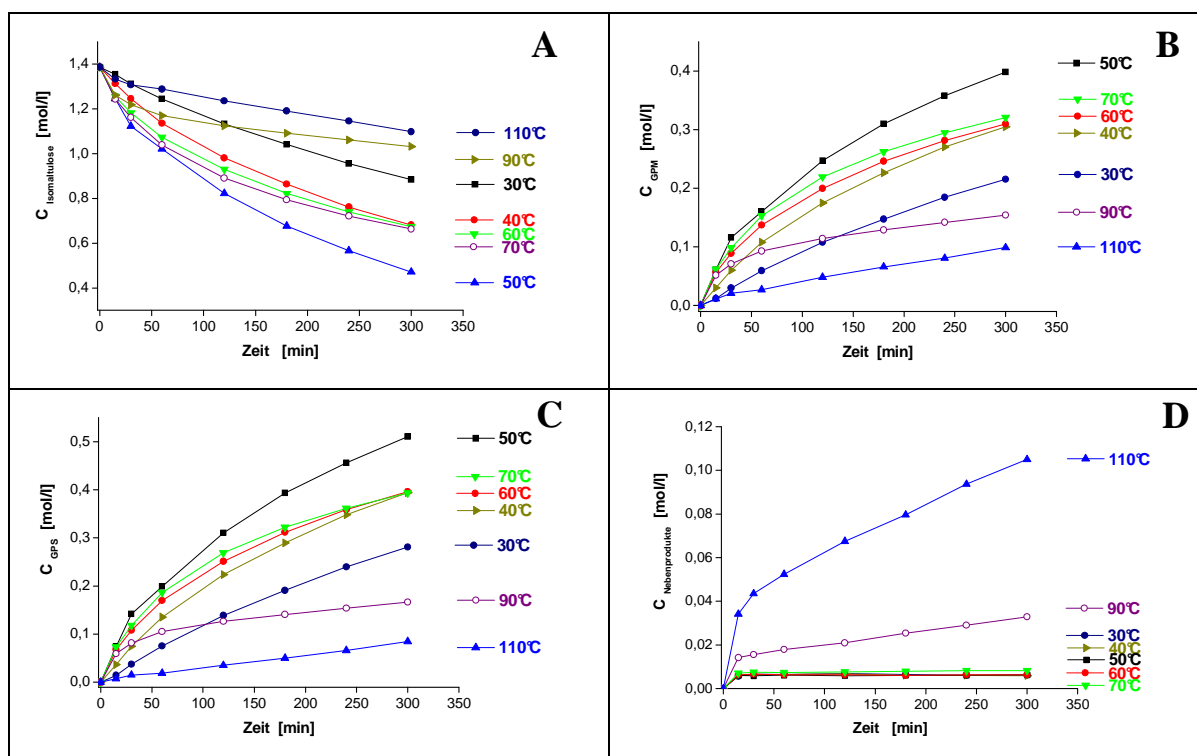 A
1,4
1,2
1,0
0,8
0,6
0,4
C Isomaltulose [mol/l]
110°C
90°C
30°C
40°C
60°C
70°C
50°C
0 50 100 150 200 250 300 350
Zeit [min]
B
0,4
0,3
0,2
0,1
0,0
C GPM [mol/l]
50°C
70°C
60°C
40°C
30°C
90°C
110°C
0 50 100 150 200 250 300 350
Zeit [min]
C
0,5
0,4
0,3
0,2
0,1
0,0
C GPS [mol/l]
50°C
70°C
60°C
40°C
30°C
90°C
110°C
0 50 100 150 200 250 300 350
Zeit [min]
D
0,12
0,10
0,08
0,06
0,04
0,02
0,00
C Nebenprodukte [mol/l]
110°C
90°C
30°C
40°C
50°C
60°C
70°C
0 50 100 150 200 250 300 350
Zeit [min]